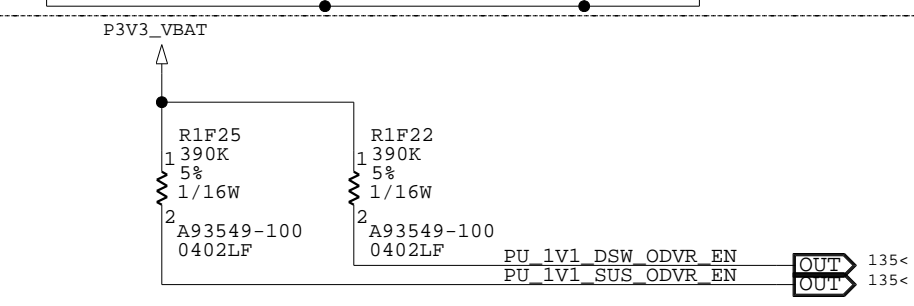 P3V3_VBAT
R1F25
R1F22
1 390K
1 390K
5%
5%
1/16W
1/16W
2
2
A93549-100
A93549-100
0402LF
0402LF
PU_1V1_DSW_ODVR_EN
OUT
135<
PU_1V1_SUS_ODVR_EN
OUT
135<